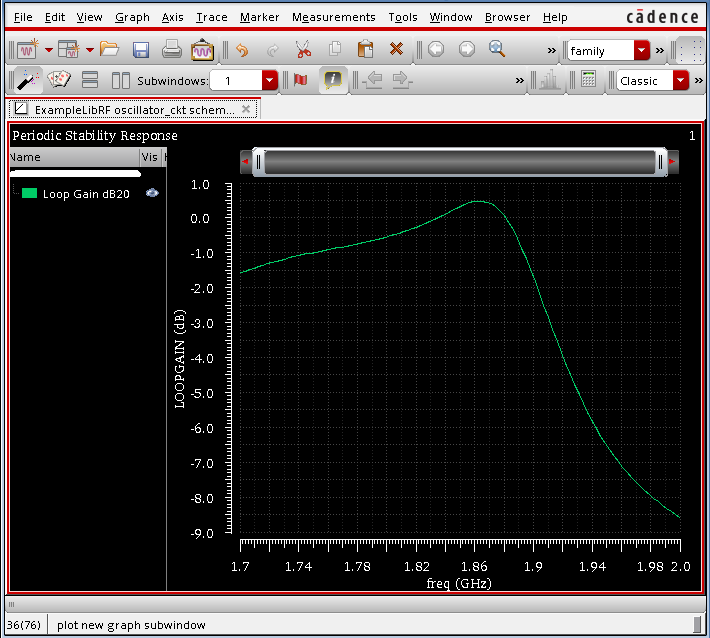 File Edit View Graph Axis Trace Marker Measurements Tools Window Browser Help cādence
» family »
Subwindows: 1 » Classic »
ExampleLibRF oscillator_ckt schem...
Periodic Stability Response 1
Name Vis
Loop Gain dB20
1.0
0.0
-1.0
-2.0
-3.0
-4.0
-5.0
-6.0
-7.0
-8.0
-9.0
LOOPGAIN (dB)
1.7 1.74 1.78 1.82 1.86 1.9 1.94 1.98 2.0
freq (GHz)
36(76) plot new graph subwindow